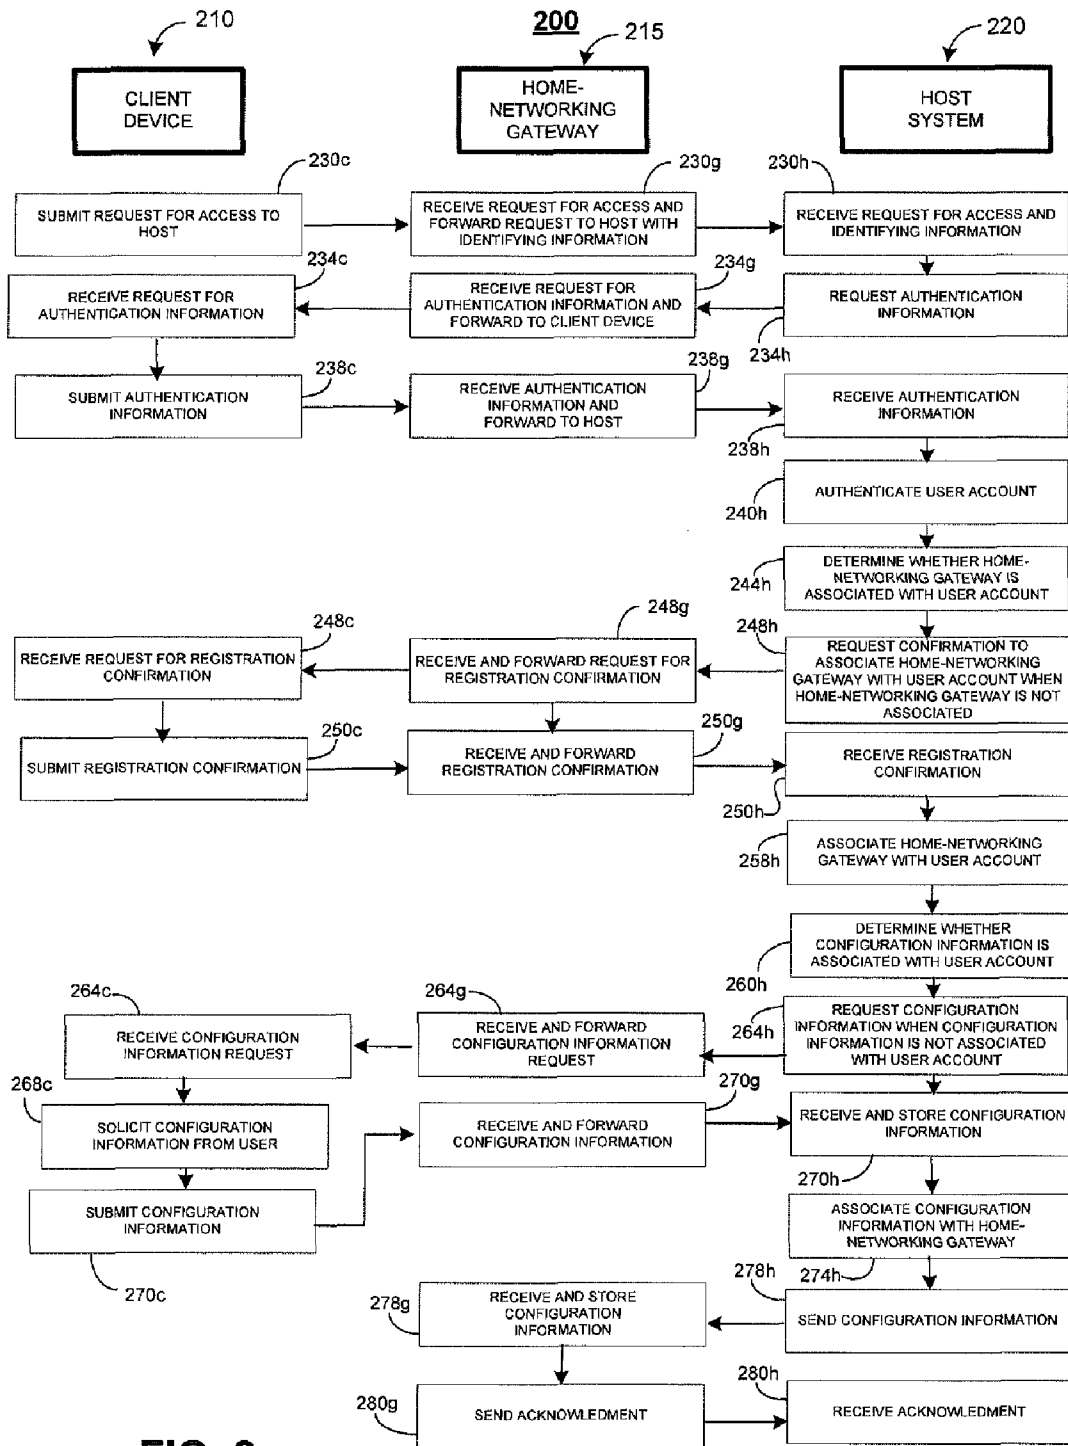 200
210
215
220
CLIENT
DEVICE
HOME-
NETWORKING
GATEWAY
HOST
SYSTEM
230c
230g
230h
SUBMIT REQUEST FOR ACCESS TO
HOST
RECEIVE REQUEST FOR ACCESS AND
FORWARD REQUEST TO HOST WITH
IDENTIFYING INFORMATION
RECEIVE REQUEST FOR ACCESS AND
IDENTIFYING INFORMATION
234c
234g
RECEIVE REQUEST FOR
AUTHENTICATION INFORMATION
RECEIVE REQUEST FOR
AUTHENTICATION INFORMATION AND
FORWARD TO CLIENT DEVICE
REQUEST AUTHENTICATION
INFORMATION
234h
238c
238g
SUBMIT AUTHENTICATION
INFORMATION
RECEIVE AUTHENTICATION
INFORMATION AND
FORWARD TO HOST
RECEIVE AUTHENTICATION
INFORMATION
238h
AUTHENTICATE USER ACCOUNT
240h
DETERMINE WHETHER HOME-
NETWORKING GATEWAY IS
ASSOCIATED WITH USER ACCOUNT
244h
248c
248g
248h
RECEIVE REQUEST FOR REGISTRATION
CONFIRMATION
RECEIVE AND FORWARD REQUEST FOR
REGISTRATION CONFIRMATION
REQUEST CONFIRMATION TO
ASSOCIATE HOME-NETWORKING
GATEWAY WITH USER ACCOUNT WHEN
HOME-NETWORKING GATEWAY IS NOT
ASSOCIATED
250c
250g
SUBMIT REGISTRATION CONFIRMATION
RECEIVE AND FORWARD
REGISTRATION CONFIRMATION
RECEIVE REGISTRATION
CONFIRMATION
250h
ASSOCIATE HOME-NETWORKING
GATEWAY WITH USER ACCOUNT
258h
DETERMINE WHETHER
CONFIGURATION INFORMATION IS
ASSOCIATED WITH USER ACCOUNT
260h
264c
264g
264h
RECEIVE CONFIGURATION
INFORMATION REQUEST
RECEIVE AND FORWARD
CONFIGURATION INFORMATION
REQUEST
REQUEST CONFIGURATION
INFORMATION WHEN CONFIGURATION
INFORMATION IS NOT ASSOCIATED
WITH USER ACCOUNT
268c
270g
SOLICIT CONFIGURATION
INFORMATION FROM USER
RECEIVE AND FORWARD
CONFIGURATION INFORMATION
RECEIVE AND STORE CONFIGURATION
INFORMATION
270h
SUBMIT CONFIGURATION
INFORMATION
270c
ASSOCIATE CONFIGURATION
INFORMATION WITH HOME-
NETWORKING GATEWAY
274h
278h
278g
RECEIVE AND STORE
CONFIGURATION
INFORMATION
SEND CONFIGURATION INFORMATION
280h
280g
SEND ACKNOWLEDMENT
RECEIVE ACKNOWLEDMENT